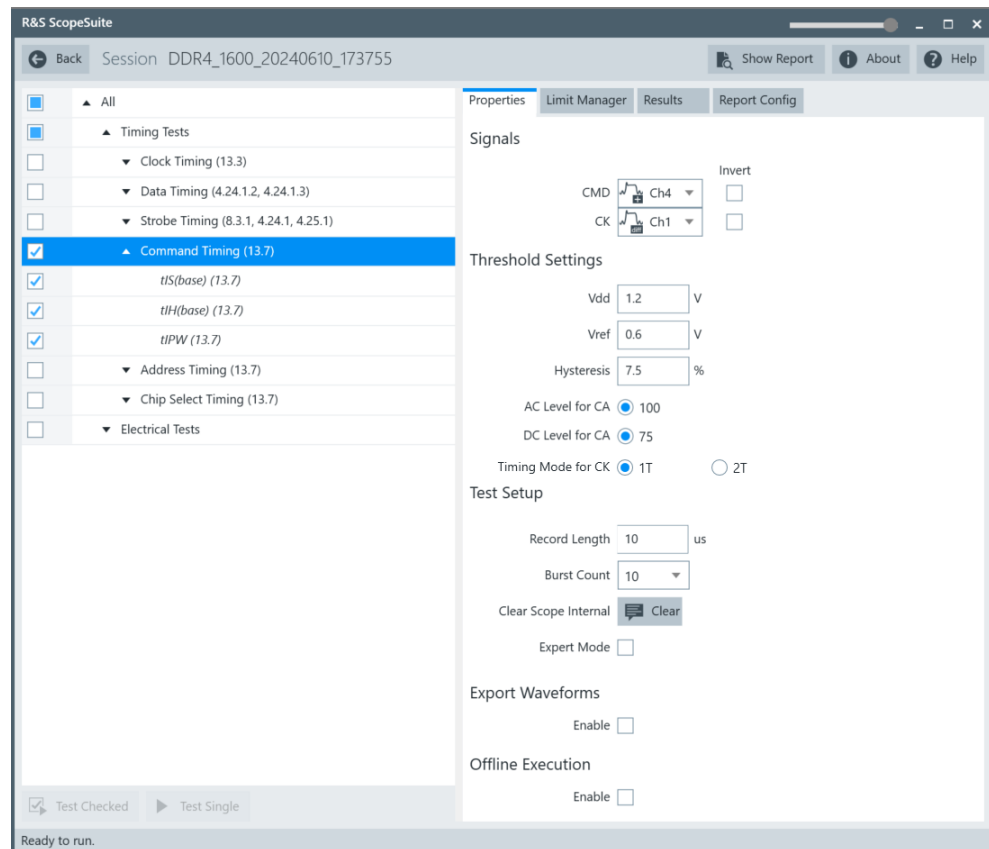 R&S ScopeSuite
Back Session DDR4_1600_20240610_173755 Show Report About Help
All
Timing Tests
Clock Timing (13.3)
Data Timing (4.24.1.2, 4.24.1.3)
Strobe Timing (8.3.1, 4.24.1, 4.25.1)
Command Timing (13.7)
tIS(base) (13.7)
tIH(base) (13.7)
tIPW (13.7)
Address Timing (13.7)
Chip Select Timing (13.7)
Electrical Tests
Test Checked Test Single
Properties Limit Manager Results Report Config
Signals
Invert
CMD Ch4
CK diff Ch1
Threshold Settings
Vdd 1.2 V
Vref 0.6 V
Hysteresis 7.5 %
AC Level for CA 100
DC Level for CA 75
Timing Mode for CK 1T 2T
Test Setup
Record Length 10 us
Burst Count 10
Clear Scope Internal Clear
Expert Mode
Export Waveforms
Enable
Offline Execution
Enable
Ready to run.